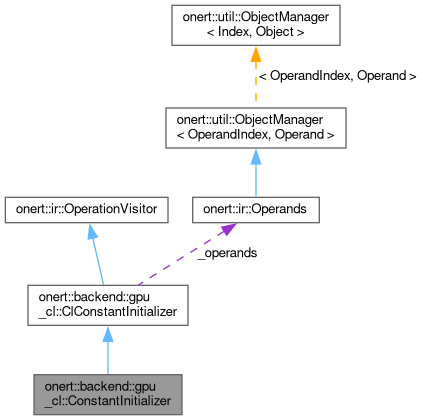 onert::util::ObjectManager
< Index, Object >
< OperandIndex, Operand >
onert::util::ObjectManager
< OperandIndex, Operand >
onert::ir::OperationVisitor
onert::ir::Operands
_operands
onert::backend::gpu
_cl::ClConstantInitializer
onert::backend::gpu
_cl::ConstantInitializer